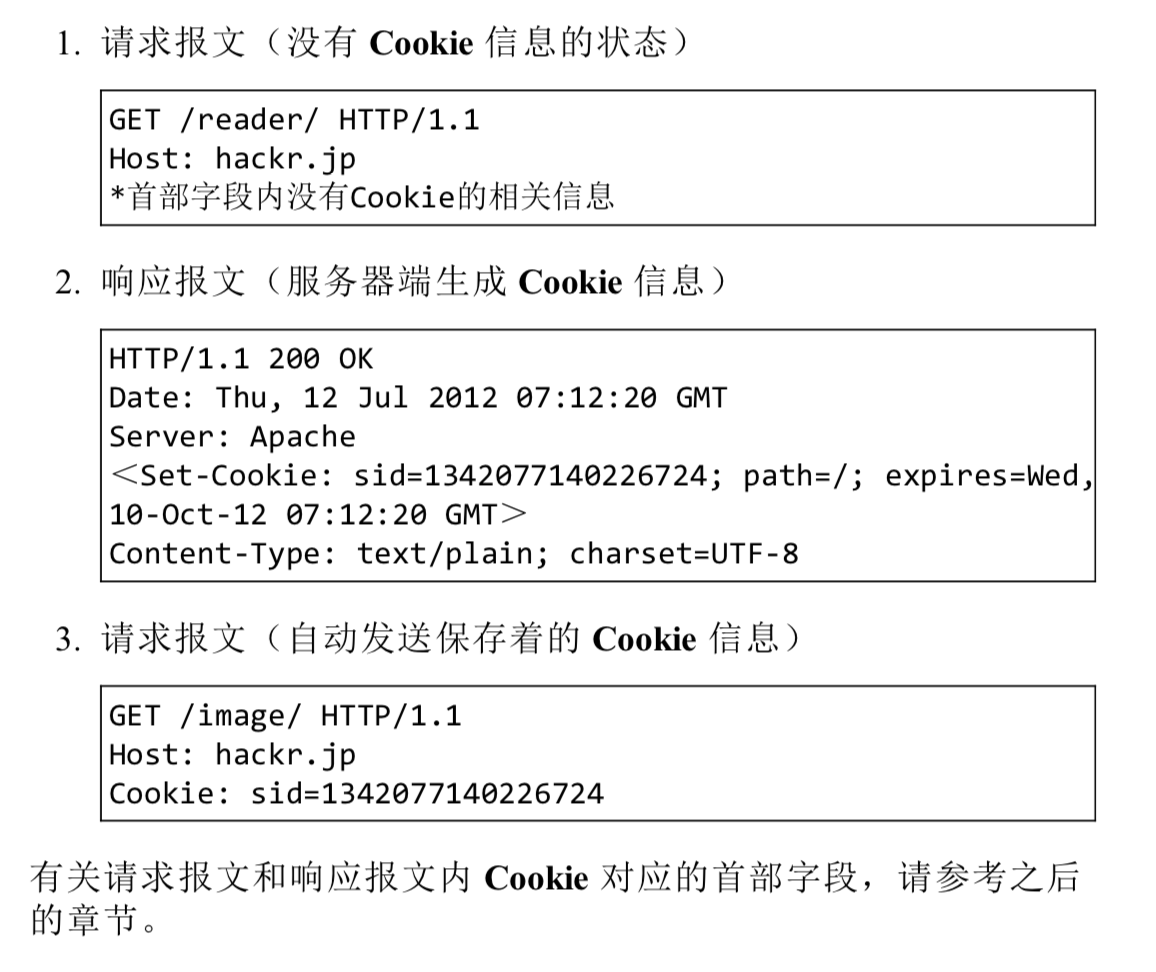 1. 请求报文（没有 Cookie 信息的状态）
GET /reader/ HTTP/1.1
Host: hackr.jp
*首部字段内没有Cookie的相关信息
2. 响应报文（服务器端生成 Cookie 信息）
HTTP/1.1 200 OK
Date: Thu, 12 Jul 2012 07:12:20 GMT
Server: Apache
＜Set-Cookie: sid=1342077140226724; path=/; expires=Wed,
10-Oct-12 07:12:20 GMT＞
Content-Type: text/plain; charset=UTF-8
3. 请求报文（自动发送保存着的 Cookie 信息）
GET /image/ HTTP/1.1
Host: hackr.jp
Cookie: sid=1342077140226724
有关请求报文和响应报文内 Cookie 对应的首部字段，请参考之后
的章节。